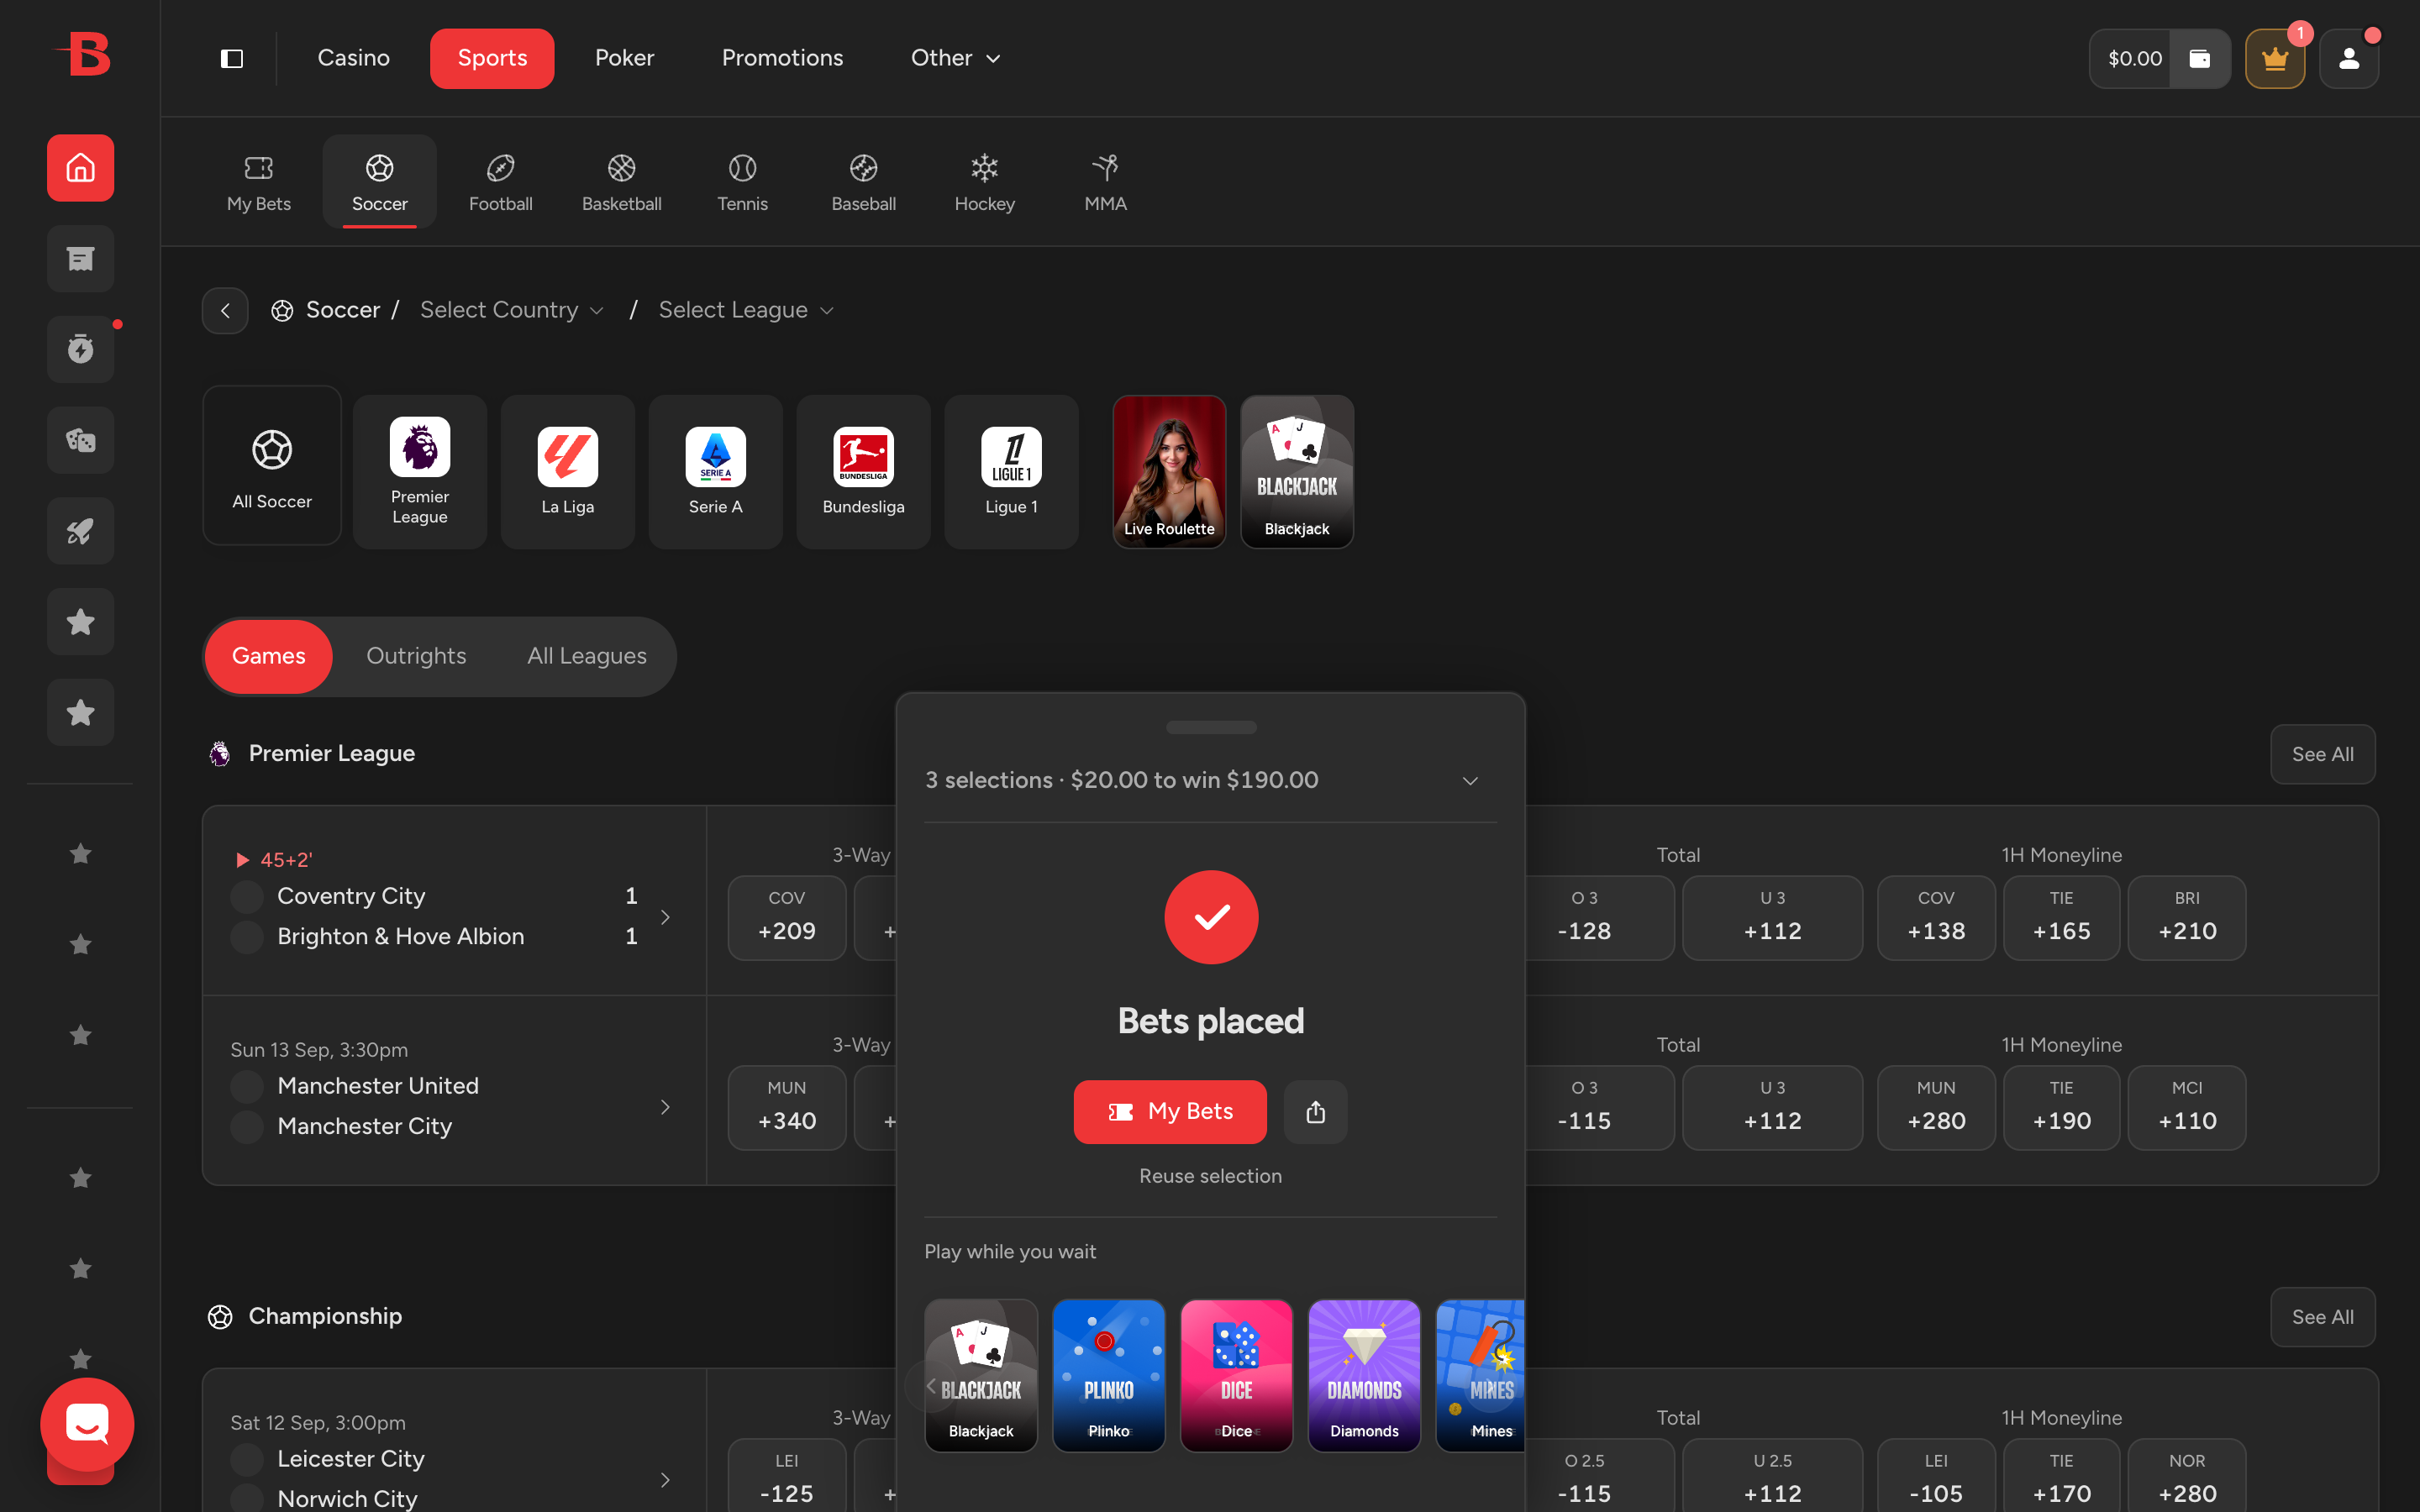 B
Casino
Sports
Poker
Promotions
Other
$0.00
1
My Bets
Soccer
Football
Basketball
Tennis
Baseball
Hockey
MMA
Soccer / Select Country / Select League
All Soccer
Premier
League
La Liga
SERIE A
Serie A
BUNDESLIGA
Bundesliga
LIGUE 1
Ligue 1
Live Roulette
A J
BLACKJACK
Blackjack
Games
Outrights
All Leagues
Premier League
See All
3 selections · $20.00 to win $190.00
45+2'
Coventry City 1
Brighton & Hove Albion 1
3-Way
COV
+209
+
Total
O 3
-128
U 3
+112
1H Moneyline
COV
+138
TIE
+165
BRI
+210
Bets placed
My Bets
Reuse selection
Sun 13 Sep, 3:30pm
Manchester United
Manchester City
3-Way
MUN
+340
+
Total
O 3
-115
U 3
+112
1H Moneyline
MUN
+280
TIE
+190
MCI
+110
Play while you wait
A J
BLACKJACK
Blackjack
PLINKO
Plinko
DICE
Dice
DIAMONDS
Diamonds
MINES
Mines
Championship
See All
Sat 12 Sep, 3:00pm
Leicester City
Norwich City
3-Way
LEI
-125
+
Total
O 2.5
-115
U 2.5
+112
1H Moneyline
LEI
-105
TIE
+170
NOR
+280